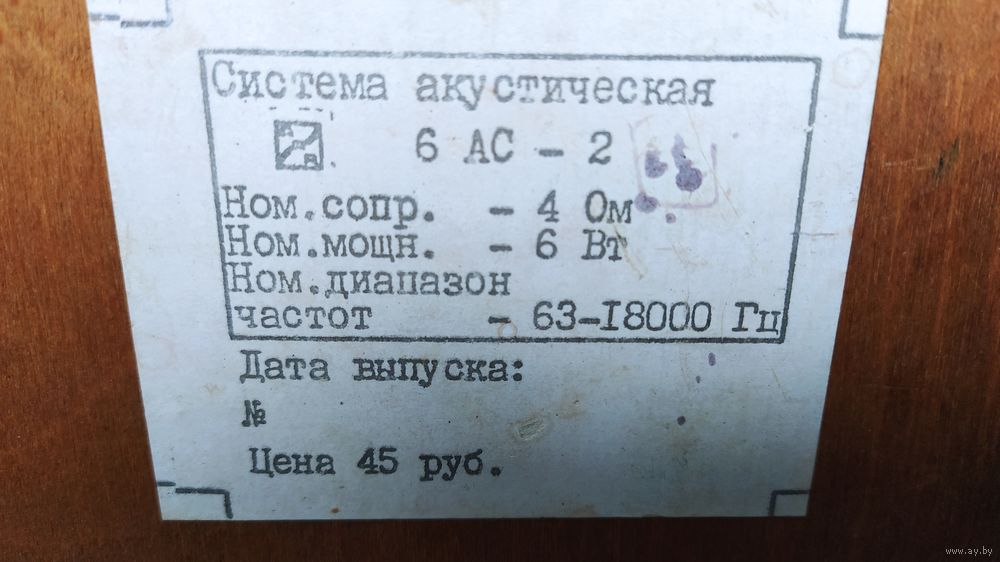 Система акустическая
6 АС - 2
Ном.сопр. - 4 Ом
Ном.мощн. - 6 Вт
Ном.диапазон
частот - 63-I8000 Гц
Дата выпуска:
№
Цена 45 руб.
www.ay.by